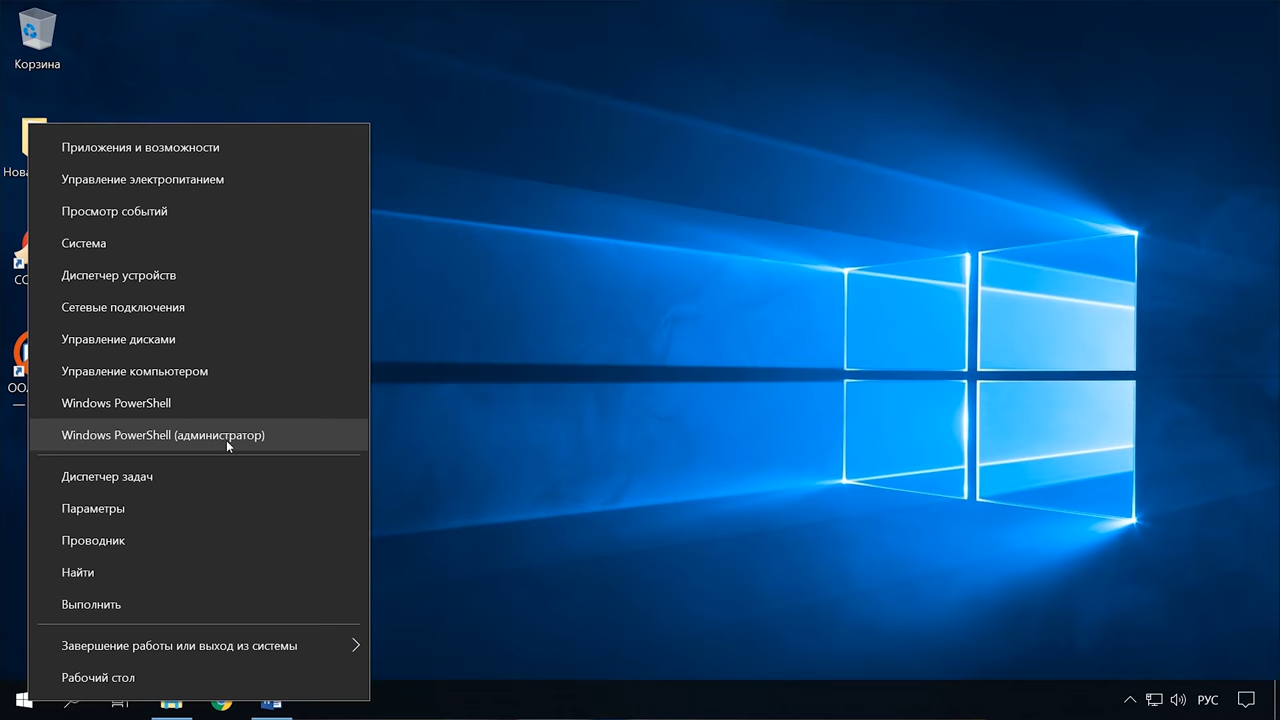 Корзина
Приложения и возможности
Управление электропитанием
Просмотр событий
Система
Диспетчер устройств
Сетевые подключения
Управление дисками
Управление компьютером
Windows PowerShell
Windows PowerShell (администратор)
Диспетчер задач
Параметры
Проводник
Найти
Выполнить
Завершение работы или выход из системы
Рабочий стол
РУС